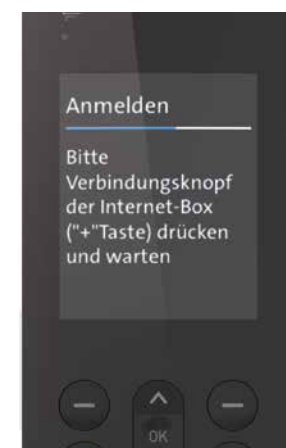 Anmelden
Bitte
Verbindungsknopf
der Internet-Box
("+"Taste) drücken
und warten
OK